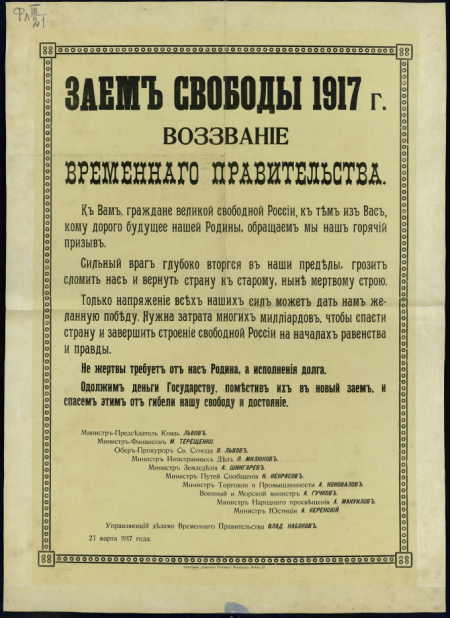 Фл III
21
ЗАЕМЪ СВОБОДЫ 1917 г.
ВОЗЗВАНІЕ
ВРЕМЕННАГО ПРАВИТЕЛЬСТВА.
Къ Вамъ, граждане великой свободной Россіи, къ тѣмъ изъ Васъ,
кому дорого будущее нашей Родины, обращаемъ мы нашъ горячій
призывъ.
Сильный врагъ глубоко вторгся въ наши предѣлы, грозитъ
сломить насъ и вернуть страну къ старому, нынѣ мертвому строю.
Только напряженіе всѣхъ нашихъ силъ можетъ дать намъ же-
ланную побѣду. Нужна затрата многихъ милліардовъ, чтобы спасти
страну и завершить строеніе свободной Россіи на началахъ равенства
и правды.
Не жертвы требуетъ отъ насъ Родина, а исполненія долга.
Одолжимъ деньги Государству, помѣстивъ ихъ въ новый заемъ, и
спасемъ этимъ отъ гибели нашу свободу и достояніе.
Министръ-Предсѣдатель Князь ЛЬВОВЪ.
Министръ-Финансовъ М. ТЕРЕЩЕНКО.
Оберъ-Прокуроръ Св. Синода В. ЛЬВОВЪ.
Министръ Иностранныхъ Дѣлъ П. МИЛЮКОВЪ.
Министръ Земледѣлія А. ШИНГАРЕВЪ.
Министръ Путей Сообщенія Н. НЕКРАСОВЪ.
Министръ Торговли и Промышленности А. КОНОВАЛОВЪ.
Военный и Морской министръ А. ГУЧКОВЪ.
Министръ Народнаго просвѣщенія А. МАНУИЛОВЪ.
Министръ Юстиціи А. КЕРЕНСКІЙ.
Управляющій дѣлами Временнаго Правительства ВЛАД. НАБОКОВЪ.
27 марта 1917 года.